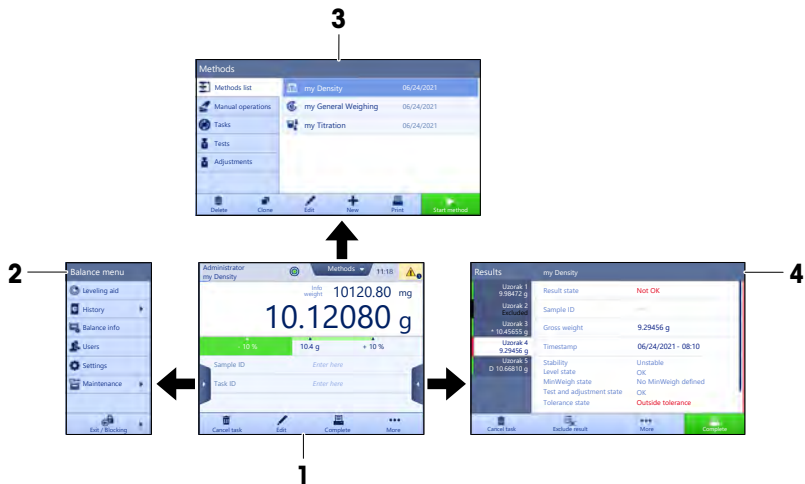 3
Methods
Methods list
my Density 06/24/2021
Manual operations
my General Weighing 06/24/2021
Tasks
my Titration 06/24/2021
Tests
Adjustments
Delete Clone Edit New Print Start method
2
Balance menu
Leveling aid
History
Balance info
Users
Settings
Maintenance
Exit / Blocking
Administrator
my Density
Methods 11:18
Info weight 10120.80 mg
10.12080 g
- 10 % 10.4 g + 10 %
Sample ID Enter here
Task ID Enter here
Cancel task Edit Complete More
1
4
Results my Density
Uzorak 1
9.98472 g
Uzorak 2
Excluded
Uzorak 3
* 10.45655 g
Uzorak 4
9.29456 g
Uzorak 5
D 10.66810 g
Result state Not OK
Sample ID
Gross weight 9.29456 g
Timestamp 06/24/2021 - 08:10
Stability Unstable
Level state OK
MinWeigh state No MinWeigh defined
Test and adjustment state OK
Tolerance state Outside tolerance
Cancel task Exclude result More Complete